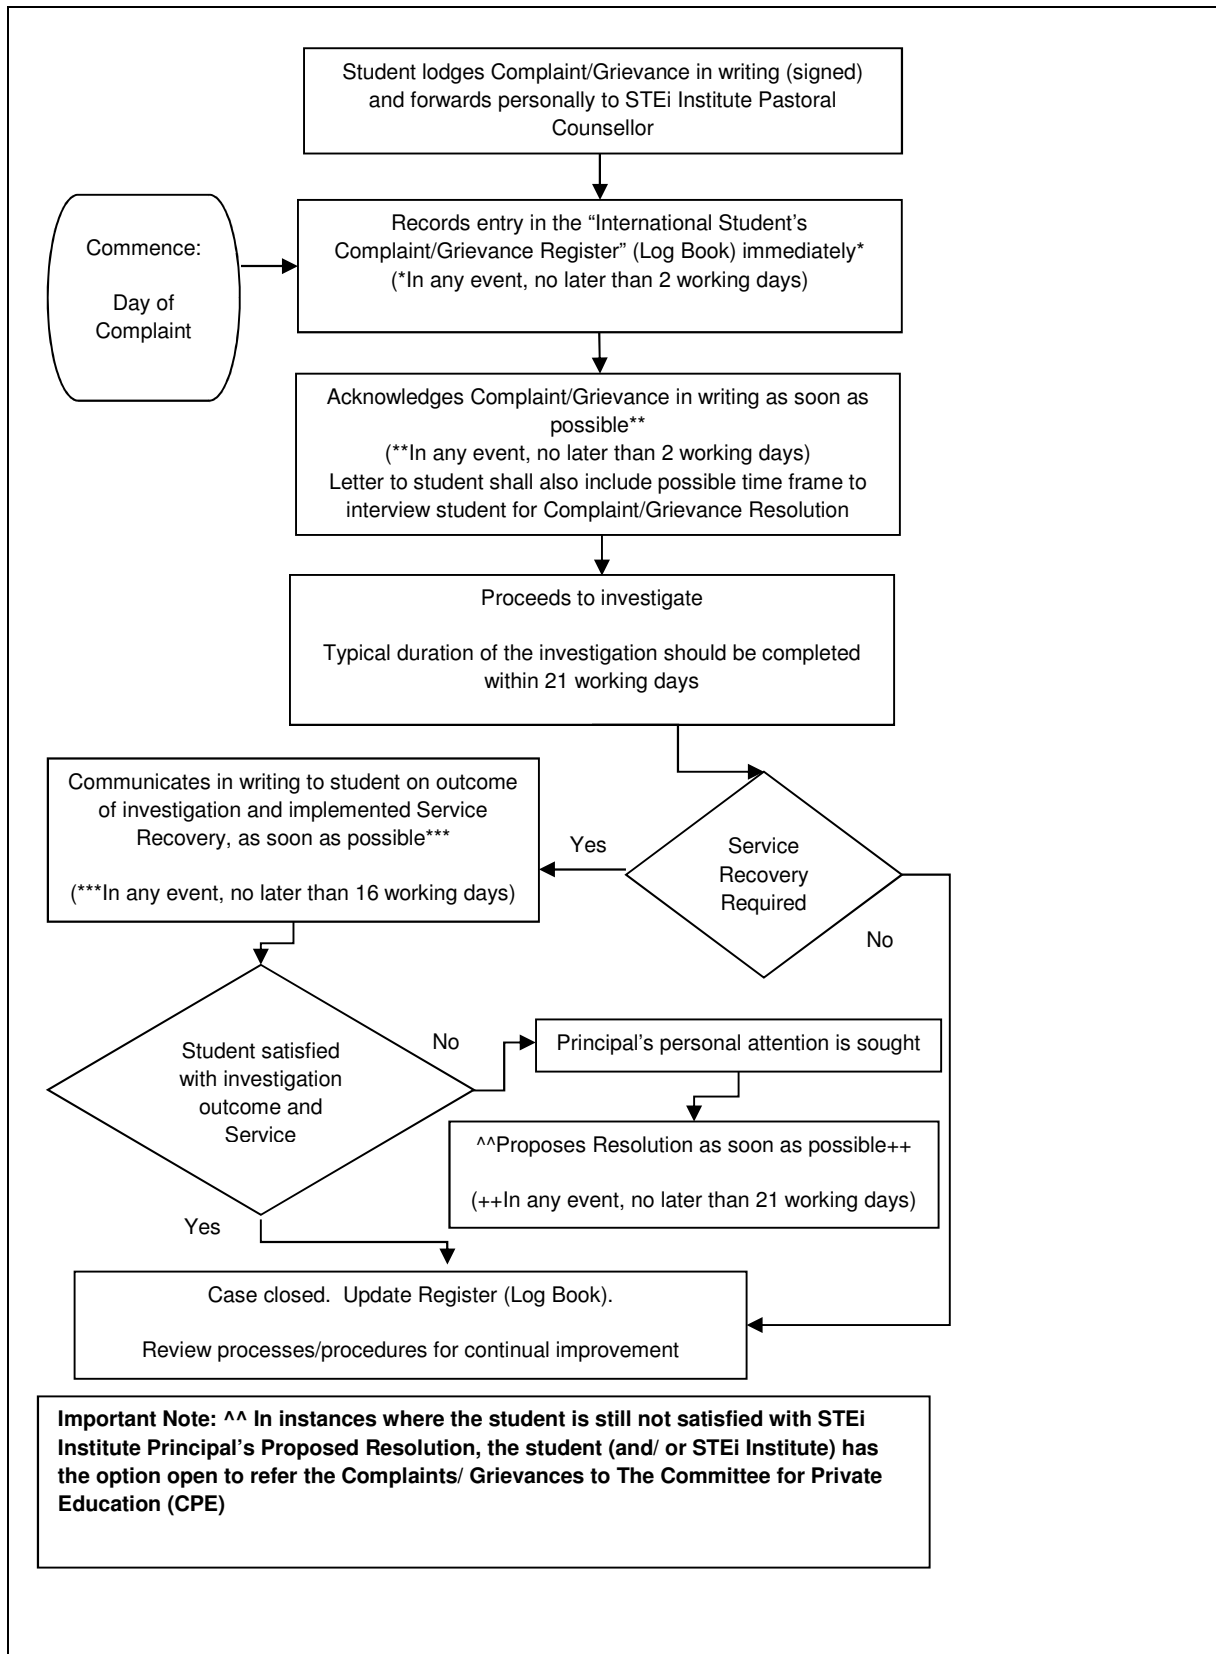 Student lodges Complaint/Grievance in writing (signed)
and forwards personally to STEi Institute Pastoral
Counsellor
Commence:
Day of
Complaint
Records entry in the “International Student’s
Complaint/Grievance Register” (Log Book) immediately*
(*In any event, no later than 2 working days)
Acknowledges Complaint/Grievance in writing as soon as
possible**
(**In any event, no later than 2 working days)
Letter to student shall also include possible time frame to
interview student for Complaint/Grievance Resolution
Proceeds to investigate
Typical duration of the investigation should be completed
within 21 working days
Communicates in writing to student on outcome
of investigation and implemented Service
Recovery, as soon as possible***
(***In any event, no later than 16 working days)
Yes
Service
Recovery
Required
No
Student satisfied
with investigation
outcome and
Service
No
Principal’s personal attention is sought
^^Proposes Resolution as soon as possible++
(++In any event, no later than 21 working days)
Yes
Case closed.  Update Register (Log Book).
Review processes/procedures for continual improvement
Important Note: ^^ In instances where the student is still not satisfied with STEi
Institute Principal’s Proposed Resolution, the student (and/ or STEi Institute) has
the option open to refer the Complaints/ Grievances to The Committee for Private
Education (CPE)